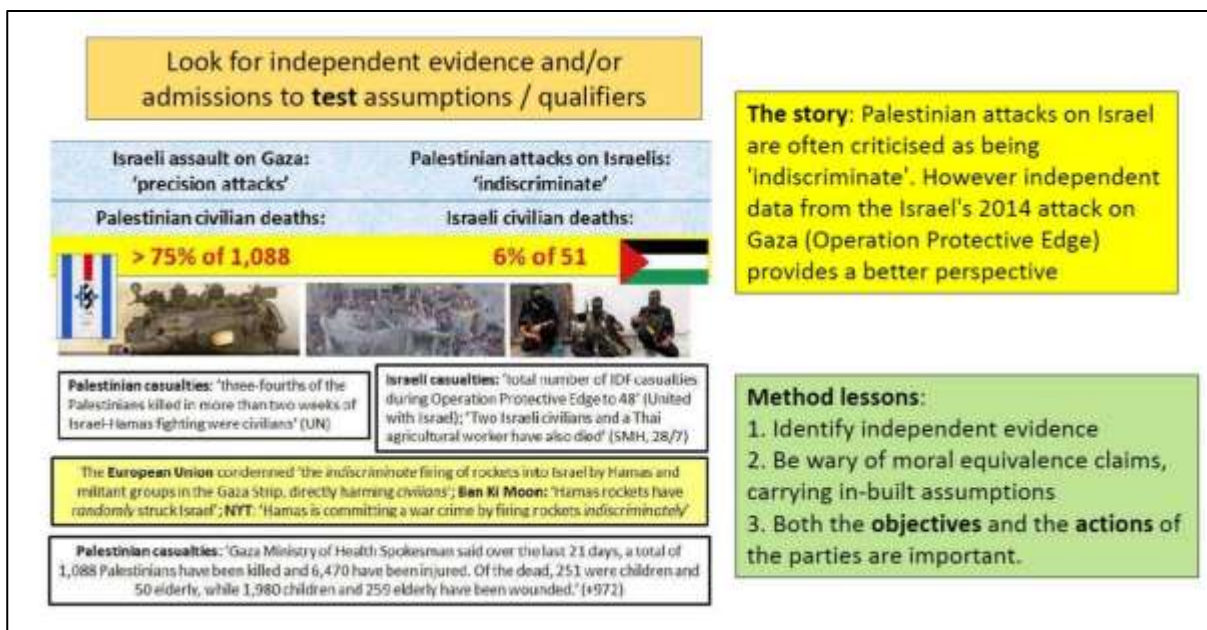 Look for independent evidence and/or
admissions to test assumptions / qualifiers
Israeli assault on Gaza:
'precision attacks'
Palestinian attacks on Israelis:
'indiscriminate'
Palestinian civilian deaths:
Israeli civilian deaths:
> 75% of 1,088
6% of 51
Palestinian casualties: 'three-fourths of the
Palestinians killed in more than two weeks of
Israel-Hamas fighting were civilians' (UN)
Israeli casualties: 'total number of IDF casualties
during Operation Protective Edge to 48' (United
with Israel); 'Two Israeli civilians and a Thai
agricultural worker have also died' (SMH, 28/7)
The European Union condemned 'the indiscriminate firing of rockets into Israel by Hamas and
militant groups in the Gaza Strip, directly harming civilians'; Ban Ki Moon: 'Hamas rockets have
randomly struck Israel'; NYT: 'Hamas is committing a war crime by firing rockets indiscriminately'
Palestinian casualties: 'Gaza Ministry of Health Spokesman said over the last 21 days, a total of
1,088 Palestinians have been killed and 6,470 have been injured. Of the dead, 251 were children and
50 elderly, while 1,980 children and 259 elderly have been wounded.' (+972)
The story: Palestinian attacks on Israel
are often criticised as being
'indiscriminate'. However independent
data from the Israel's 2014 attack on
Gaza (Operation Protective Edge)
provides a better perspective
Method lessons:
1. Identify independent evidence
2. Be wary of moral equivalence claims,
carrying in-built assumptions
3. Both the objectives and the actions of
the parties are important.